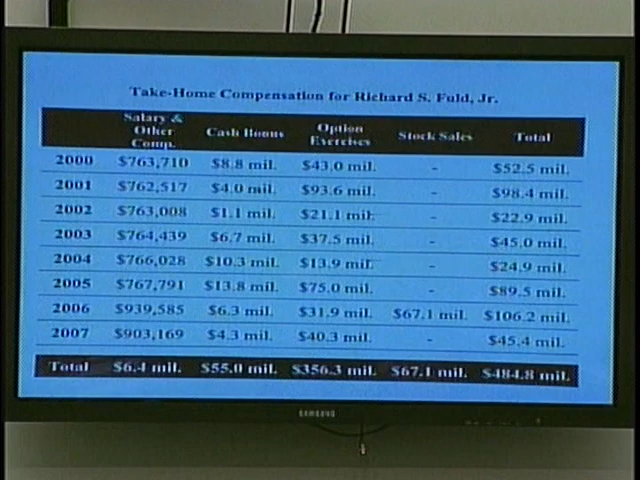 Take-Home Compensation for Richard S. Fuld, Jr.
Salary & Other Comp. Cash Bonus Option Exercises Stock Sales Total
2000 $763,710 $8.8 mil. $43.0 mil. - $52.5 mil.
2001 $762,517 $4.0 mil. $93.6 mil. - $98.4 mil.
2002 $763,008 $1.1 mil. $21.1 mil. - $22.9 mil.
2003 $764,439 $6.7 mil. $37.5 mil. - $45.0 mil.
2004 $766,028 $10.3 mil. $13.9 mil. - $24.9 mil.
2005 $767,791 $13.8 mil. $75.0 mil. - $89.5 mil.
2006 $939,585 $6.3 mil. $31.9 mil. $67.1 mil. $106.2 mil.
2007 $903,169 $4.3 mil. $40.3 mil. - $45.4 mil.
Total $6.4 mil. $55.0 mil. $356.3 mil. $67.1 mil. $484.8 mil.
SAMSUNG